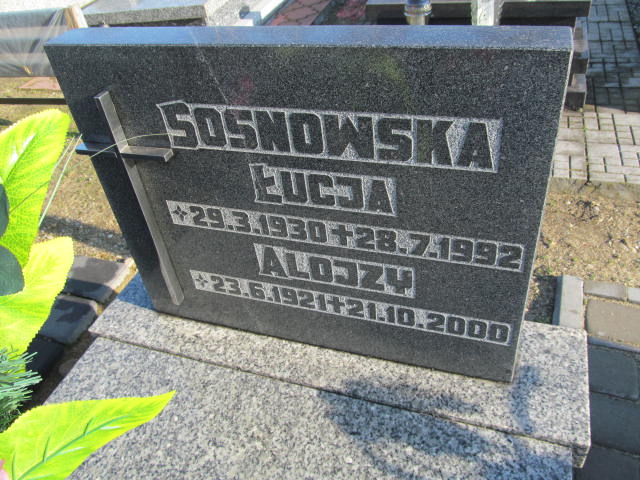 SOSNOWSKA
ŁUCJA
+29.3.1930+28.7.1992
ALOJZY
+23.6.1921+21.10.2000